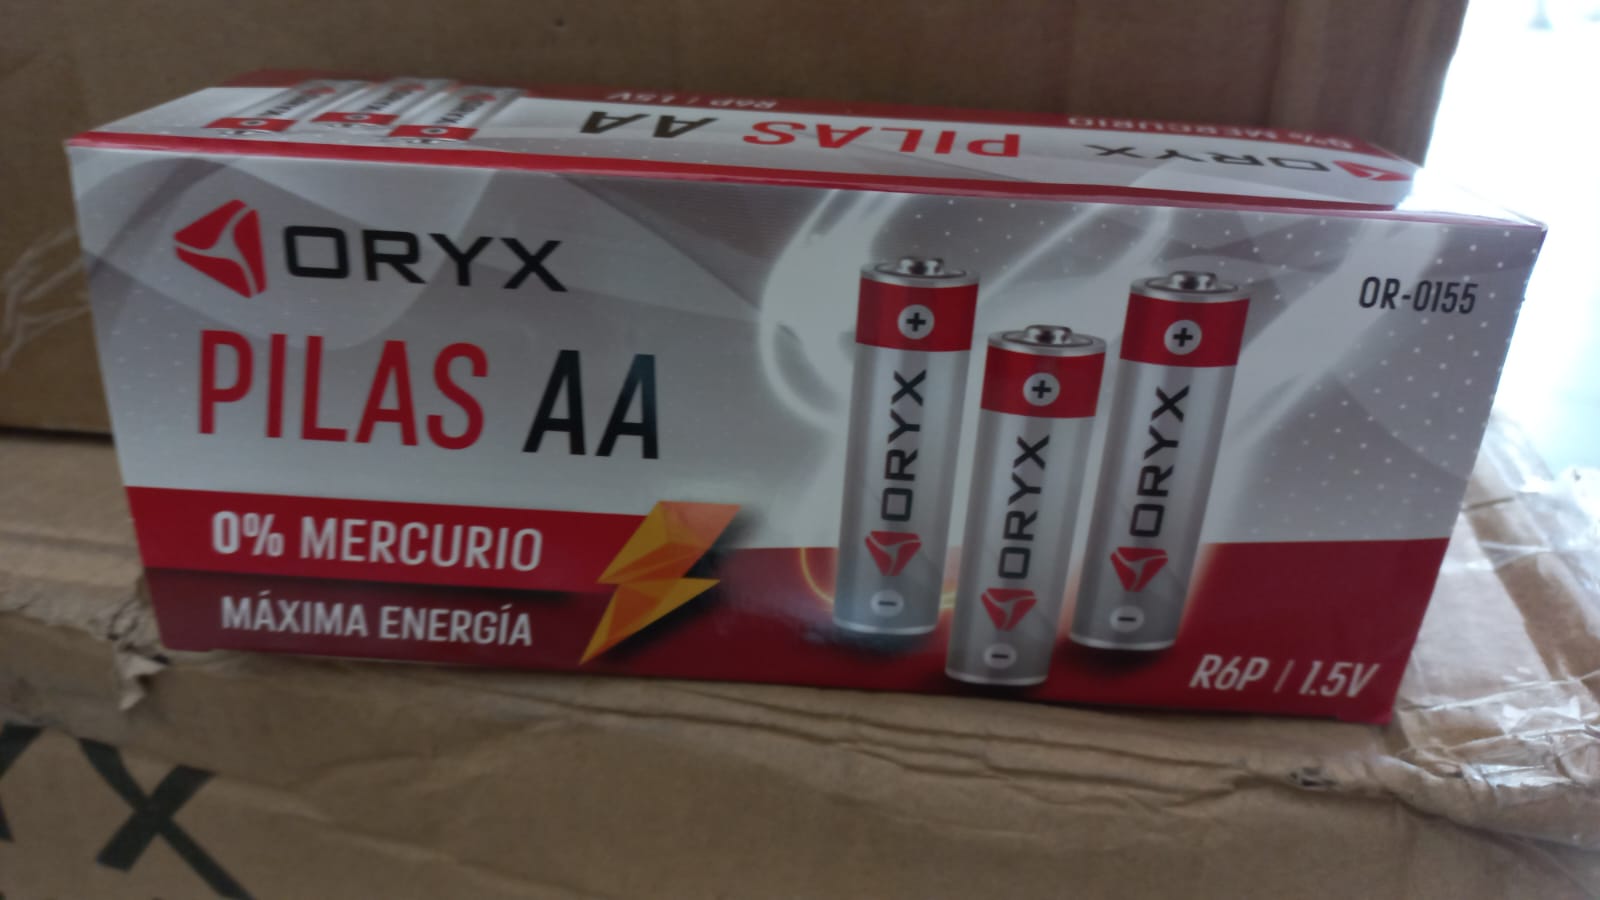 R6P / 1.5V
0% MERCURIO
PILAS AA
ORYX
ORYX
OR-0155
PILAS AA
0% MERCURIO
MÁXIMA ENERGÍA
+
ORYX
-
+
ORYX
-
+
ORYX
-
R6P / 1.5V
YX